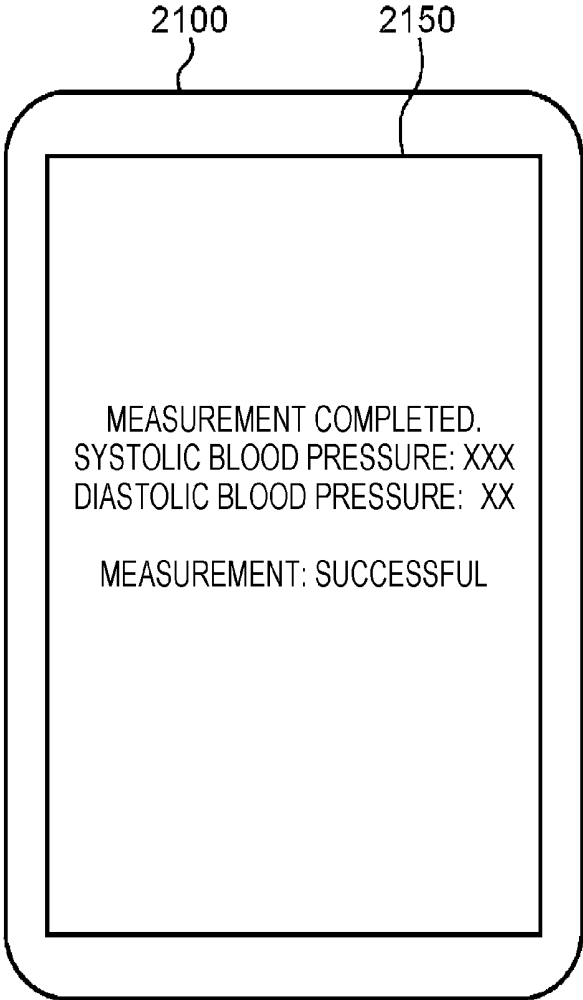 2100 2150
MEASUREMENT COMPLETED.
SYSTOLIC BLOOD PRESSURE: XXX
DIASTOLIC BLOOD PRESSURE: XX
MEASUREMENT: SUCCESSFUL